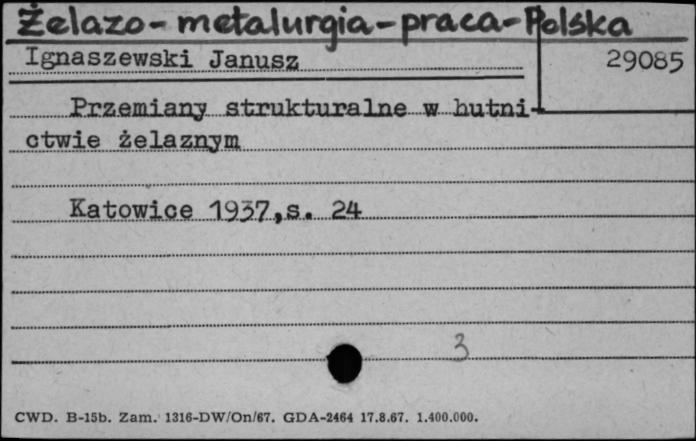 Żelazo-metalurgia-praca-Polska
Ignaszewski Janusz 29085
Przemiany strukturalne w hutni
ctwie żelaznym
Katowice 1937,s. 24
3
CWD. B-15b. Zam. 1316-DW/On/67. GDA-2464 17.8.67. 1.400.000.